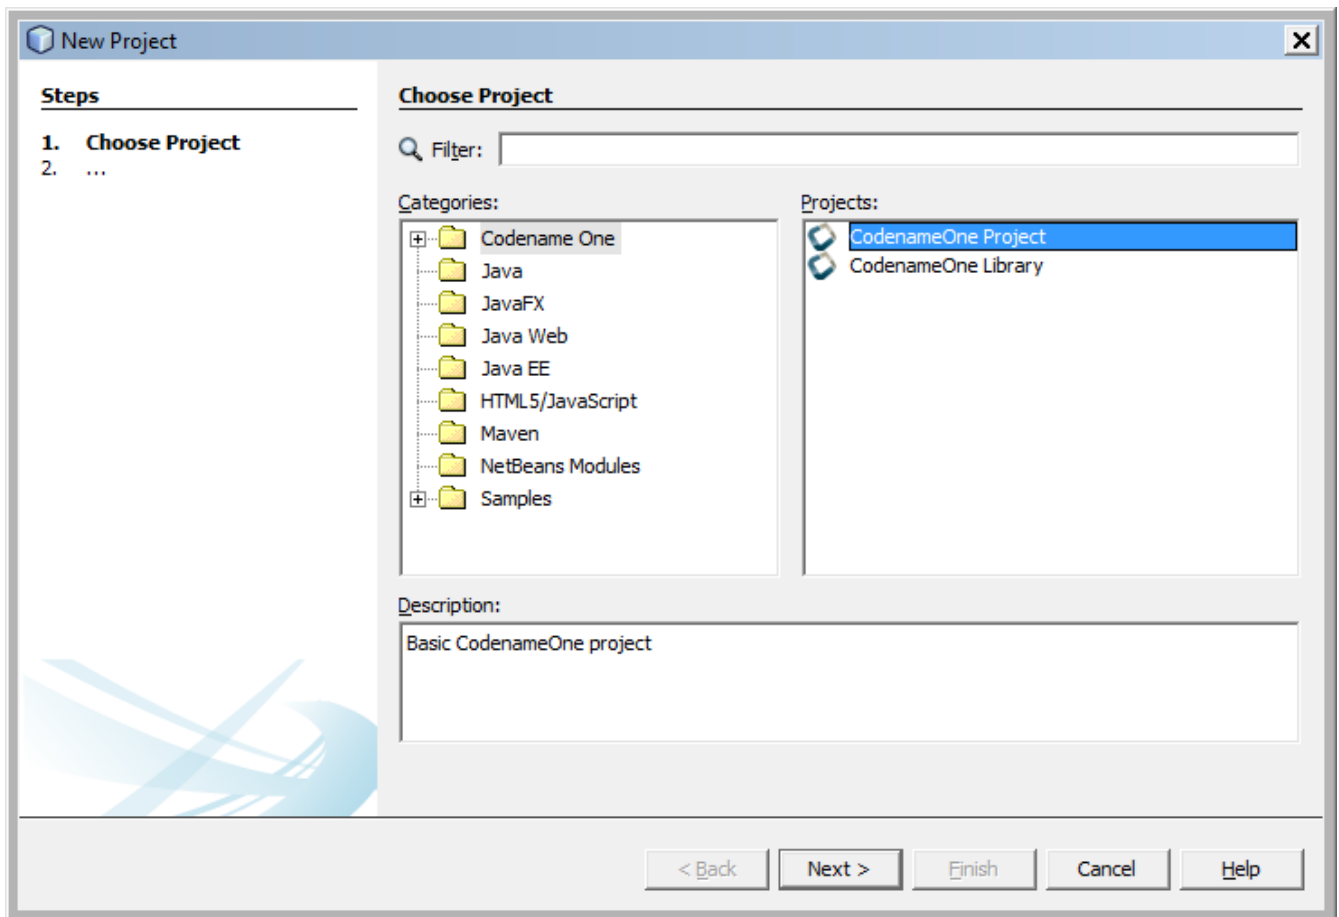 New Project
Steps
1. Choose Project
2. ...
Choose Project
Filter:
Categories:
Codename One
Java
JavaFX
Java Web
Java EE
HTML5/JavaScript
Maven
NetBeans Modules
Samples
Projects:
CodenameOne Project
CodenameOne Library
Description:
Basic CodenameOne project
< Back Next > Finish Cancel Help